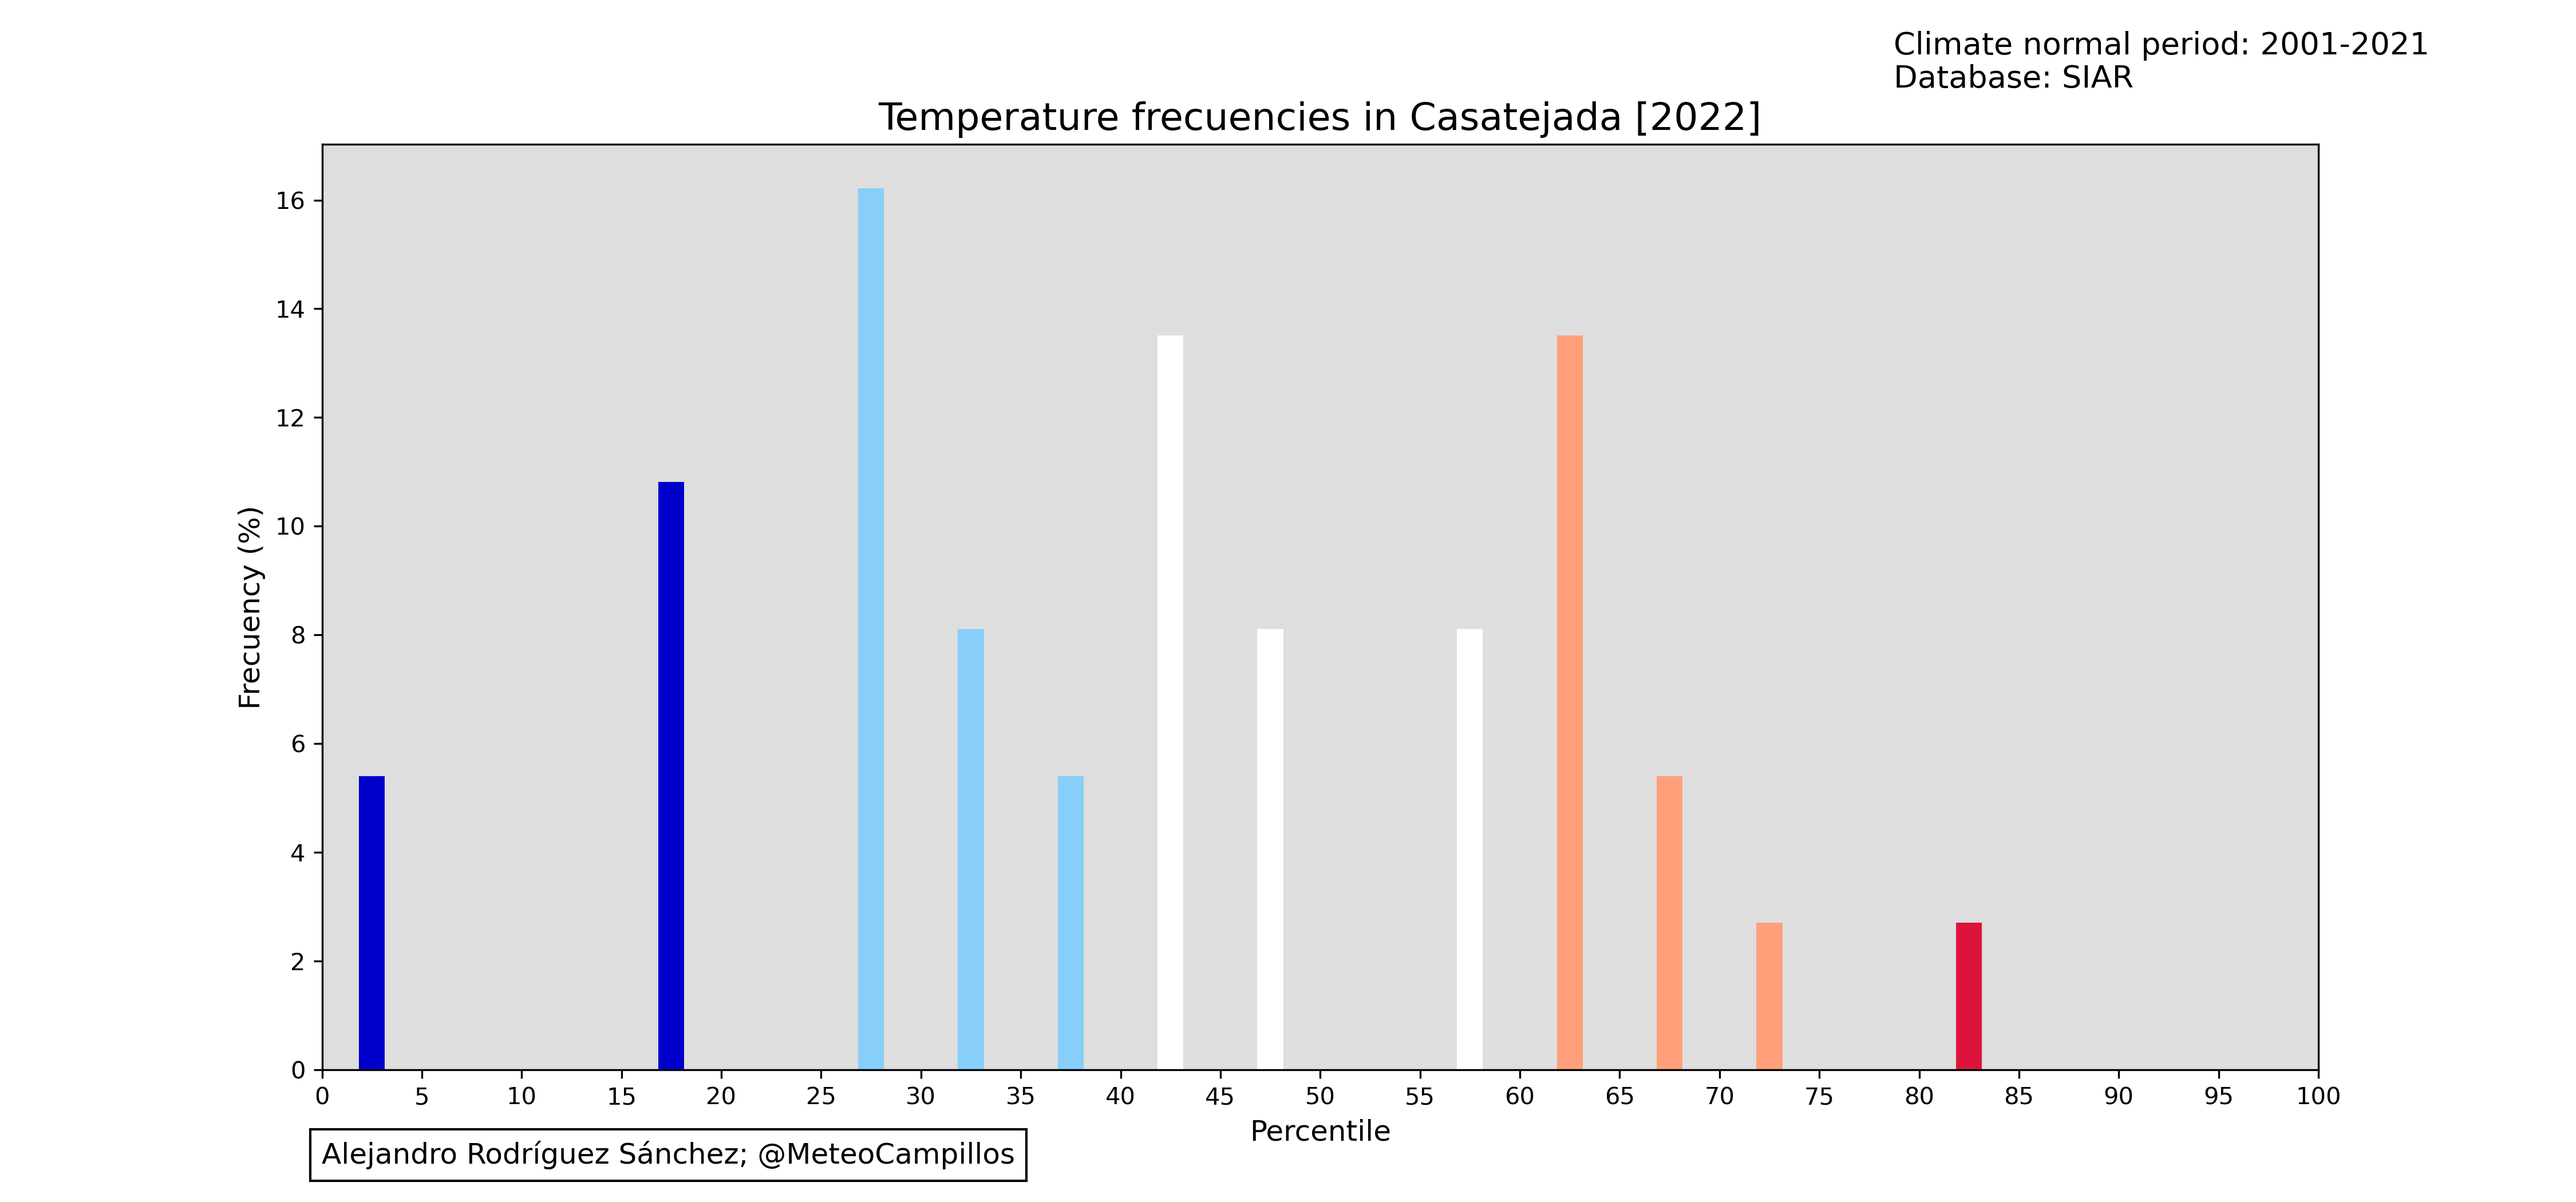 Climate normal period: 2001-2021
Database: SIAR
Temperature frecuencies in Casatejada [2022]
16
14
12
10
8
6
4
2
0
Frecuency (%)
0 5 10 15 20 25 30 35 40 45 50 55 60 65 70 75 80 85 90 95 100
Percentile
Alejandro Rodríguez Sánchez; @MeteoCampillos